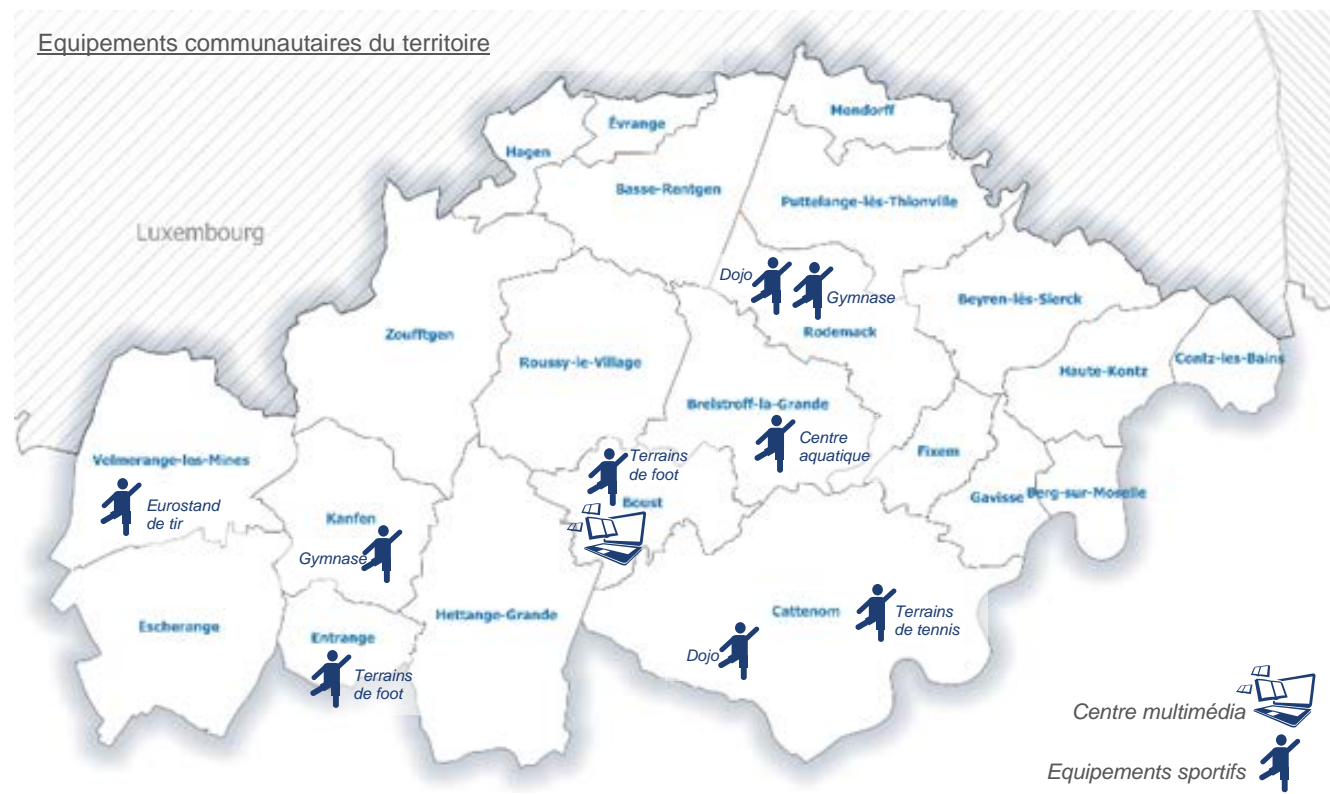 Equipements communautaires du territoire
Mondorff
Évrange
Hagen
Basse-Rentgen
Puttelange-lès-Thionville
Luxembourg
Dojo
Gymnase
Beyren-lès-Sierck
Zoufftgen
Rodemack
Roussy-le-Village
Contz-les-Bains
Haute-Kontz
Breistroff-la-Grande
Centre
aquatique
Fixem
Terrains
de foot
Volmerange-les-Mines
Gavisse
Berg-sur-Moselle
Boust
Eurostand
de tir
Kanfen
Gymnase
Hettange-Grande
Cattenom
Terrains
de tennis
Escherange
Entrange
Dojo
Terrains
de foot
Centre multimédia
Equipements sportifs